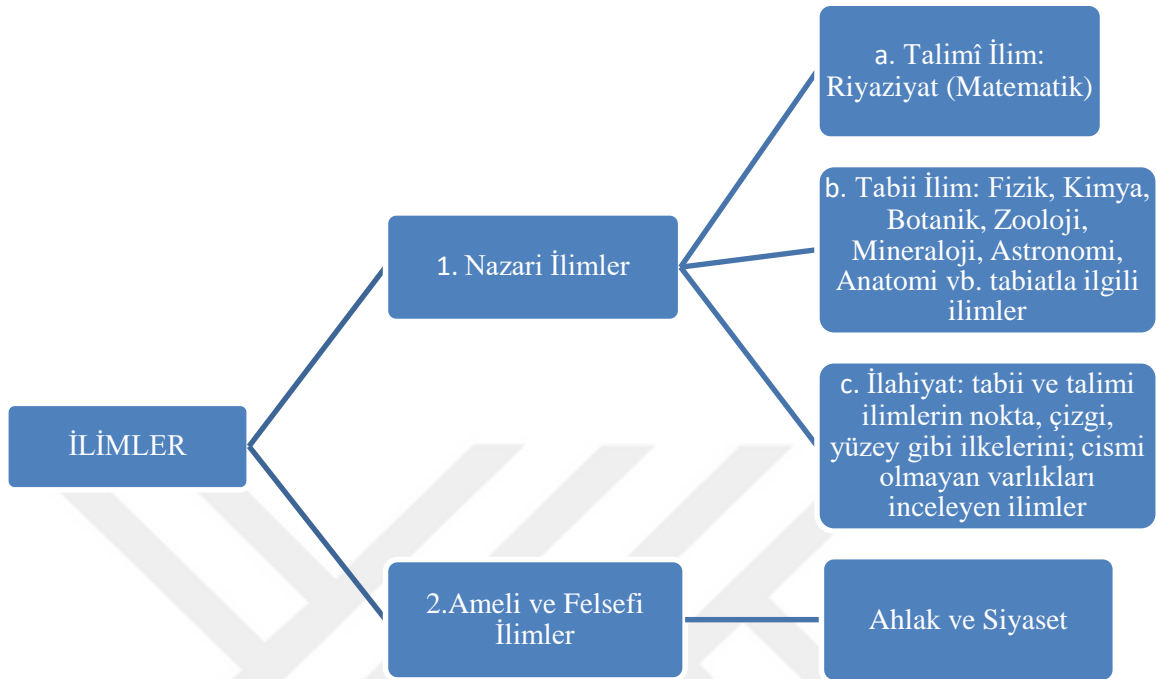 İLİMLER
1. Nazari İlimler
a. Talimî İlim:
Riyaziyat (Matematik)
b. Tabii İlim: Fizik, Kimya,
Botanik, Zooloji,
Mineraloji, Astronomi,
Anatomi vb. tabiatla ilgili
ilimler
c. İlahiyat: tabii ve talimi
ilimlerin nokta, çizgi,
yüzey gibi ilkelerini; cismi
olmayan varlıkları
inceleyen ilimler
2.Ameli ve Felsefi
İlimler
Ahlak ve Siyaset